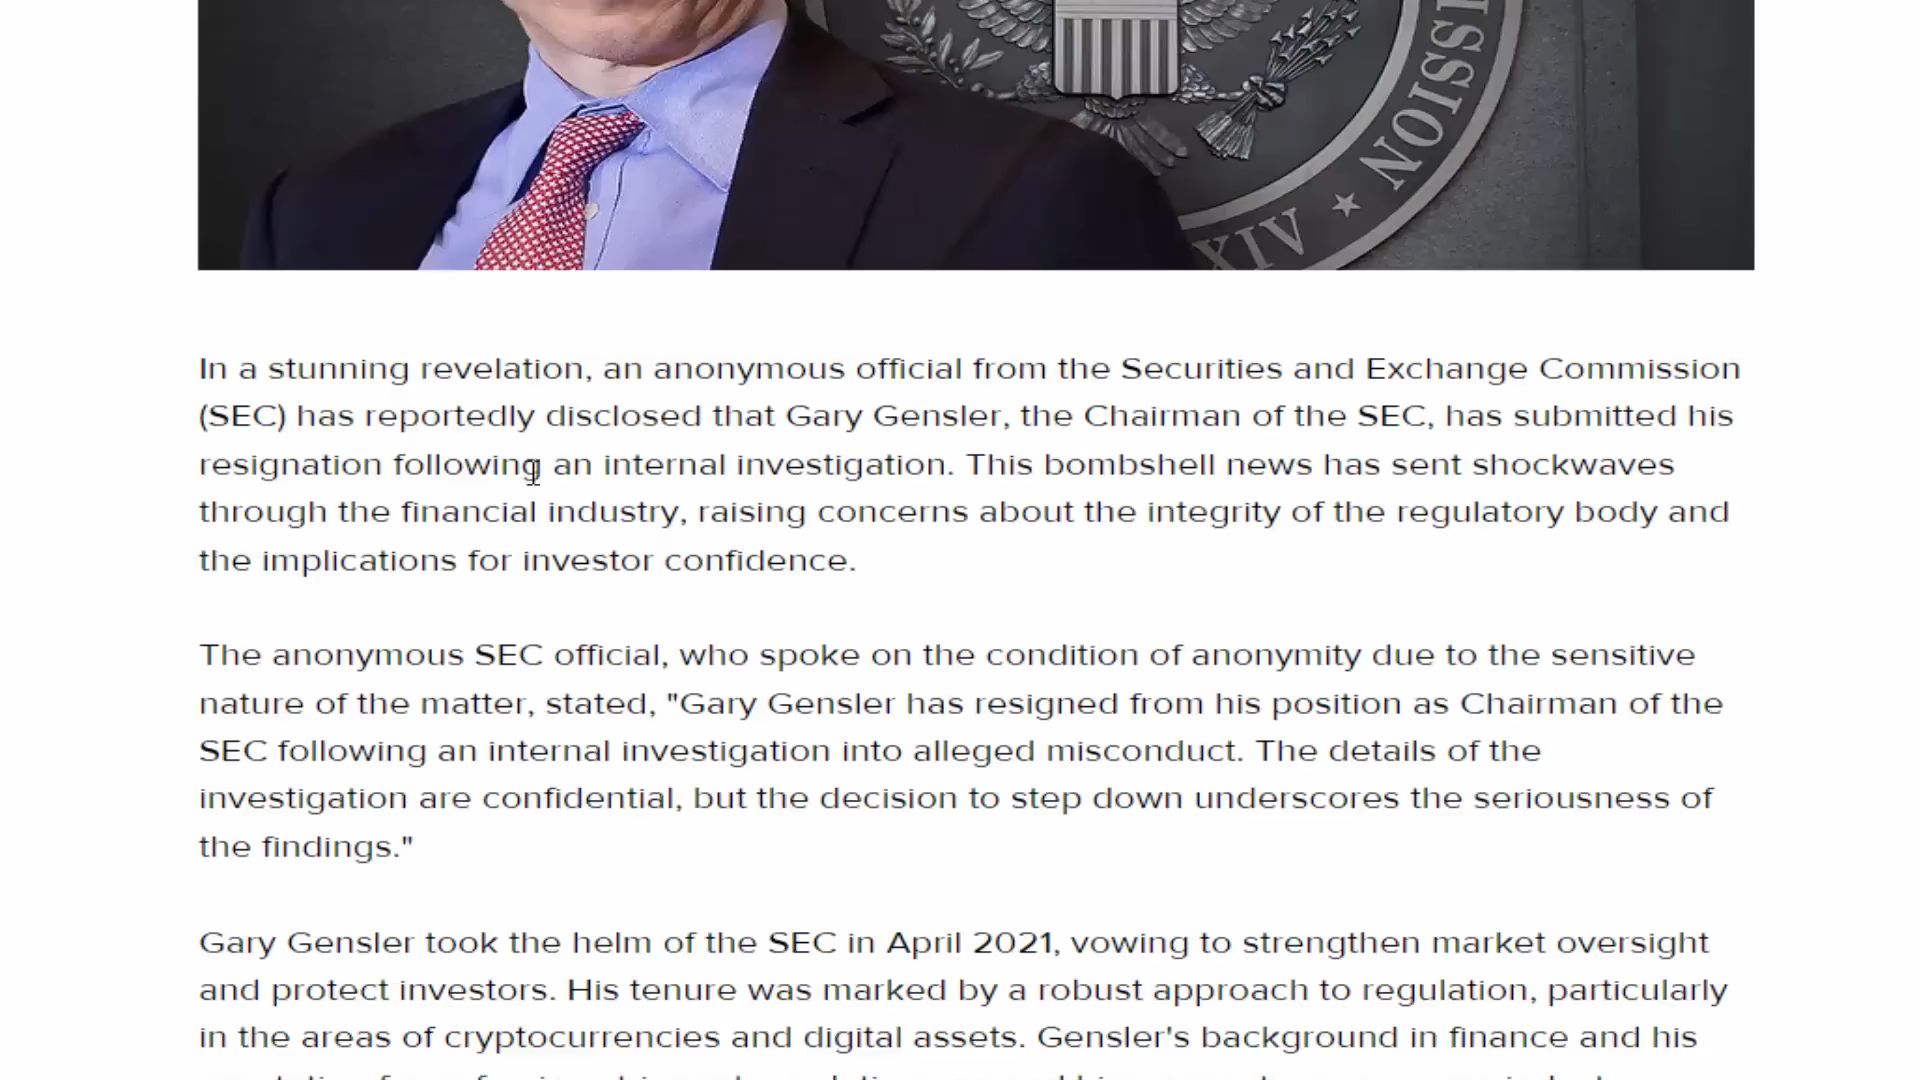 SSION
★
XIV
In a stunning revelation, an anonymous official from the Securities and Exchange Commission
(SEC) has reportedly disclosed that Gary Gensler, the Chairman of the SEC, has submitted his
resignation following an internal investigation. This bombshell news has sent shockwaves
through the financial industry, raising concerns about the integrity of the regulatory body and
the implications for investor confidence.
The anonymous SEC official, who spoke on the condition of anonymity due to the sensitive
nature of the matter, stated, "Gary Gensler has resigned from his position as Chairman of the
SEC following an internal investigation into alleged misconduct. The details of the
investigation are confidential, but the decision to step down underscores the seriousness of
the findings."
Gary Gensler took the helm of the SEC in April 2021, vowing to strengthen market oversight
and protect investors. His tenure was marked by a robust approach to regulation, particularly
in the areas of cryptocurrencies and digital assets. Gensler's background in finance and his